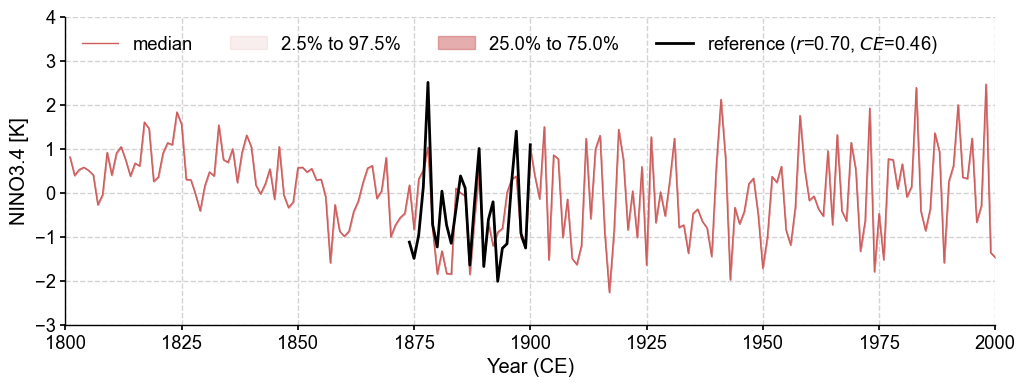 4
3
2
1
0
−1
−2
−3
NINO3.4 [K]
median
2.5% to 97.5%
25.0% to 75.0%
reference (r=0.70, CE=0.46)
1800 1825 1850 1875 1900 1925 1950 1975 2000
Year (CE)